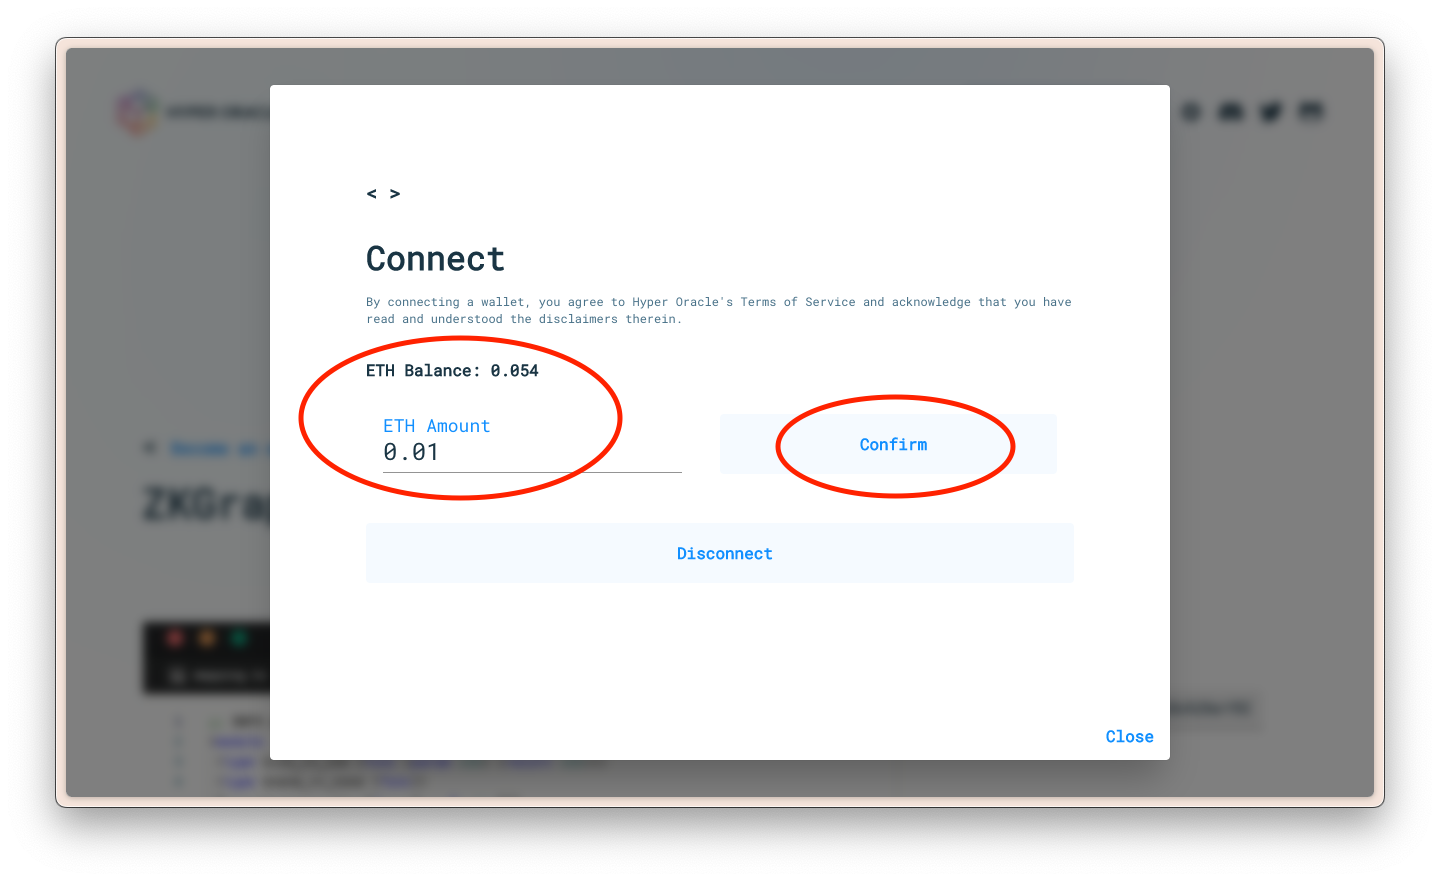 < >
Connect
By connecting a wallet, you agree to Hyper Oracle's Terms of Service and acknowledge that you have
read and understood the disclaimers therein.
ETH Balance: 0.054
ETH Amount
0.01
Confirm
Disconnect
ZKGra
Close